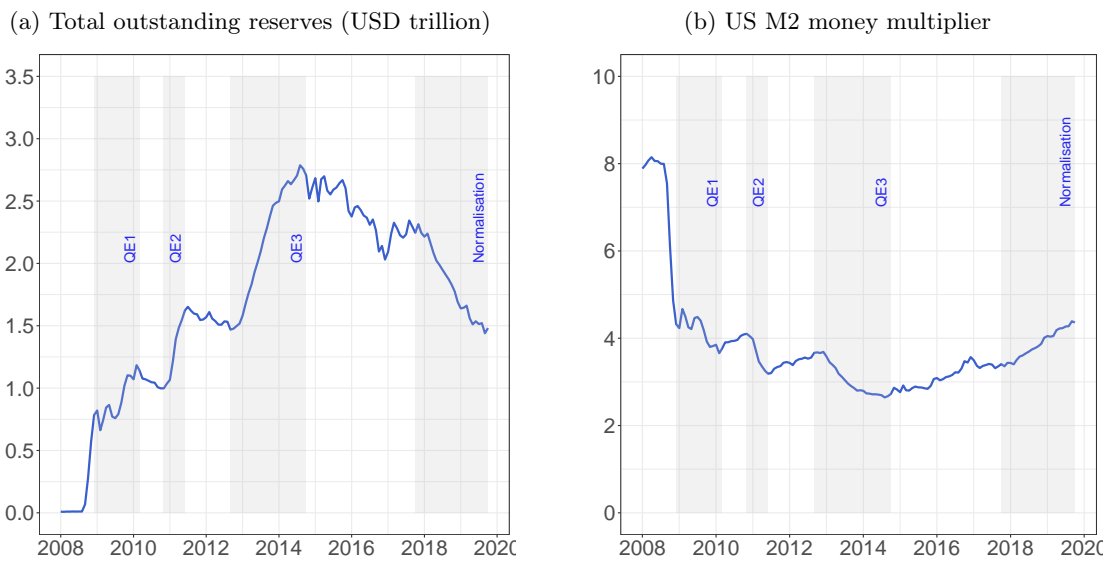 (a) Total outstanding reserves (USD trillion)
3.5
3.0
2.5
2.0
1.5
1.0
0.5
0.0
QE1
QE2
QE3
Normalisation
2008 2010 2012 2014 2016 2018 2020
(b) US M2 money multiplier
10
8
6
4
2
0
QE1
QE2
QE3
Normalisation
2008 2010 2012 2014 2016 2018 2020